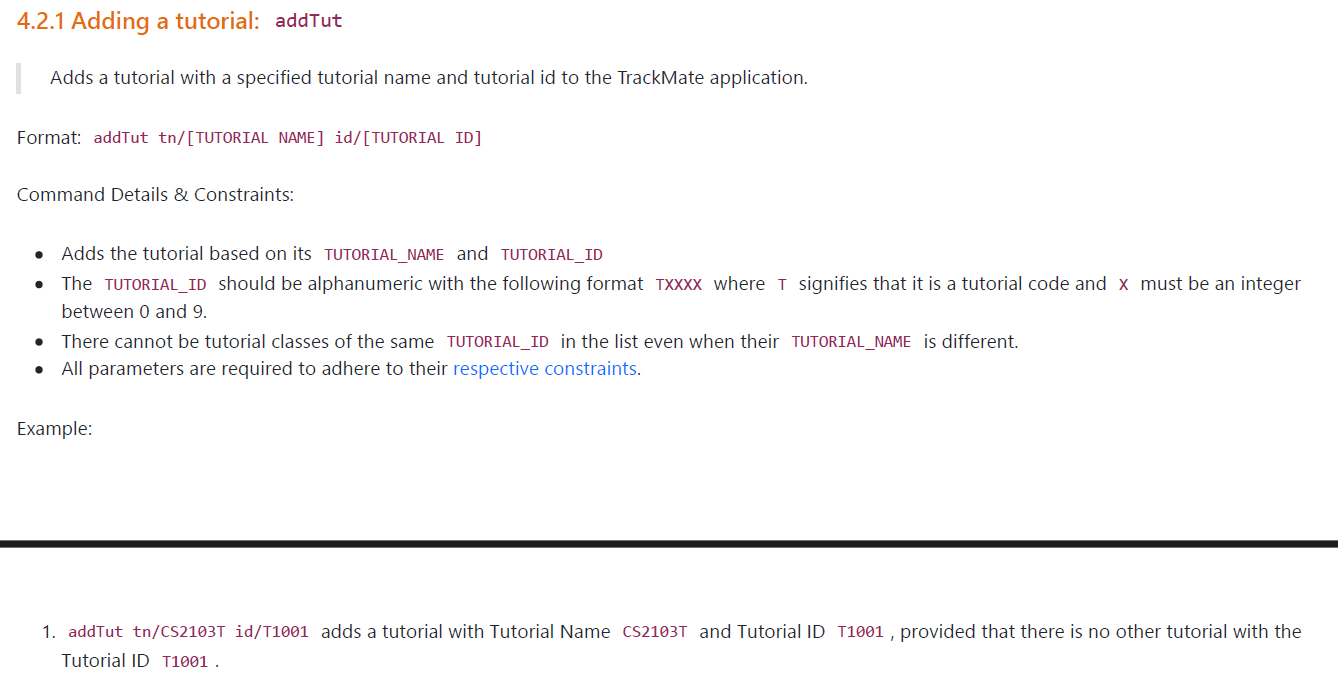 4.2.1 Adding a tutorial: addTut
Adds a tutorial with a specified tutorial name and tutorial id to the TrackMate application.
Format: addTut tn/[TUTORIAL NAME] id/[TUTORIAL ID]
Command Details & Constraints:
• Adds the tutorial based on its TUTORIAL_NAME and TUTORIAL_ID
• The TUTORIAL_ID should be alphanumeric with the following format TXXXX where T signifies that it is a tutorial code and X must be an integer
between 0 and 9.
• There cannot be tutorial classes of the same TUTORIAL_ID in the list even when their TUTORIAL_NAME is different.
• All parameters are required to adhere to their respective constraints.
Example:
1. addTut tn/CS2103T id/T1001 adds a tutorial with Tutorial Name CS2103T and Tutorial ID T1001 , provided that there is no other tutorial with the
Tutorial ID T1001 .